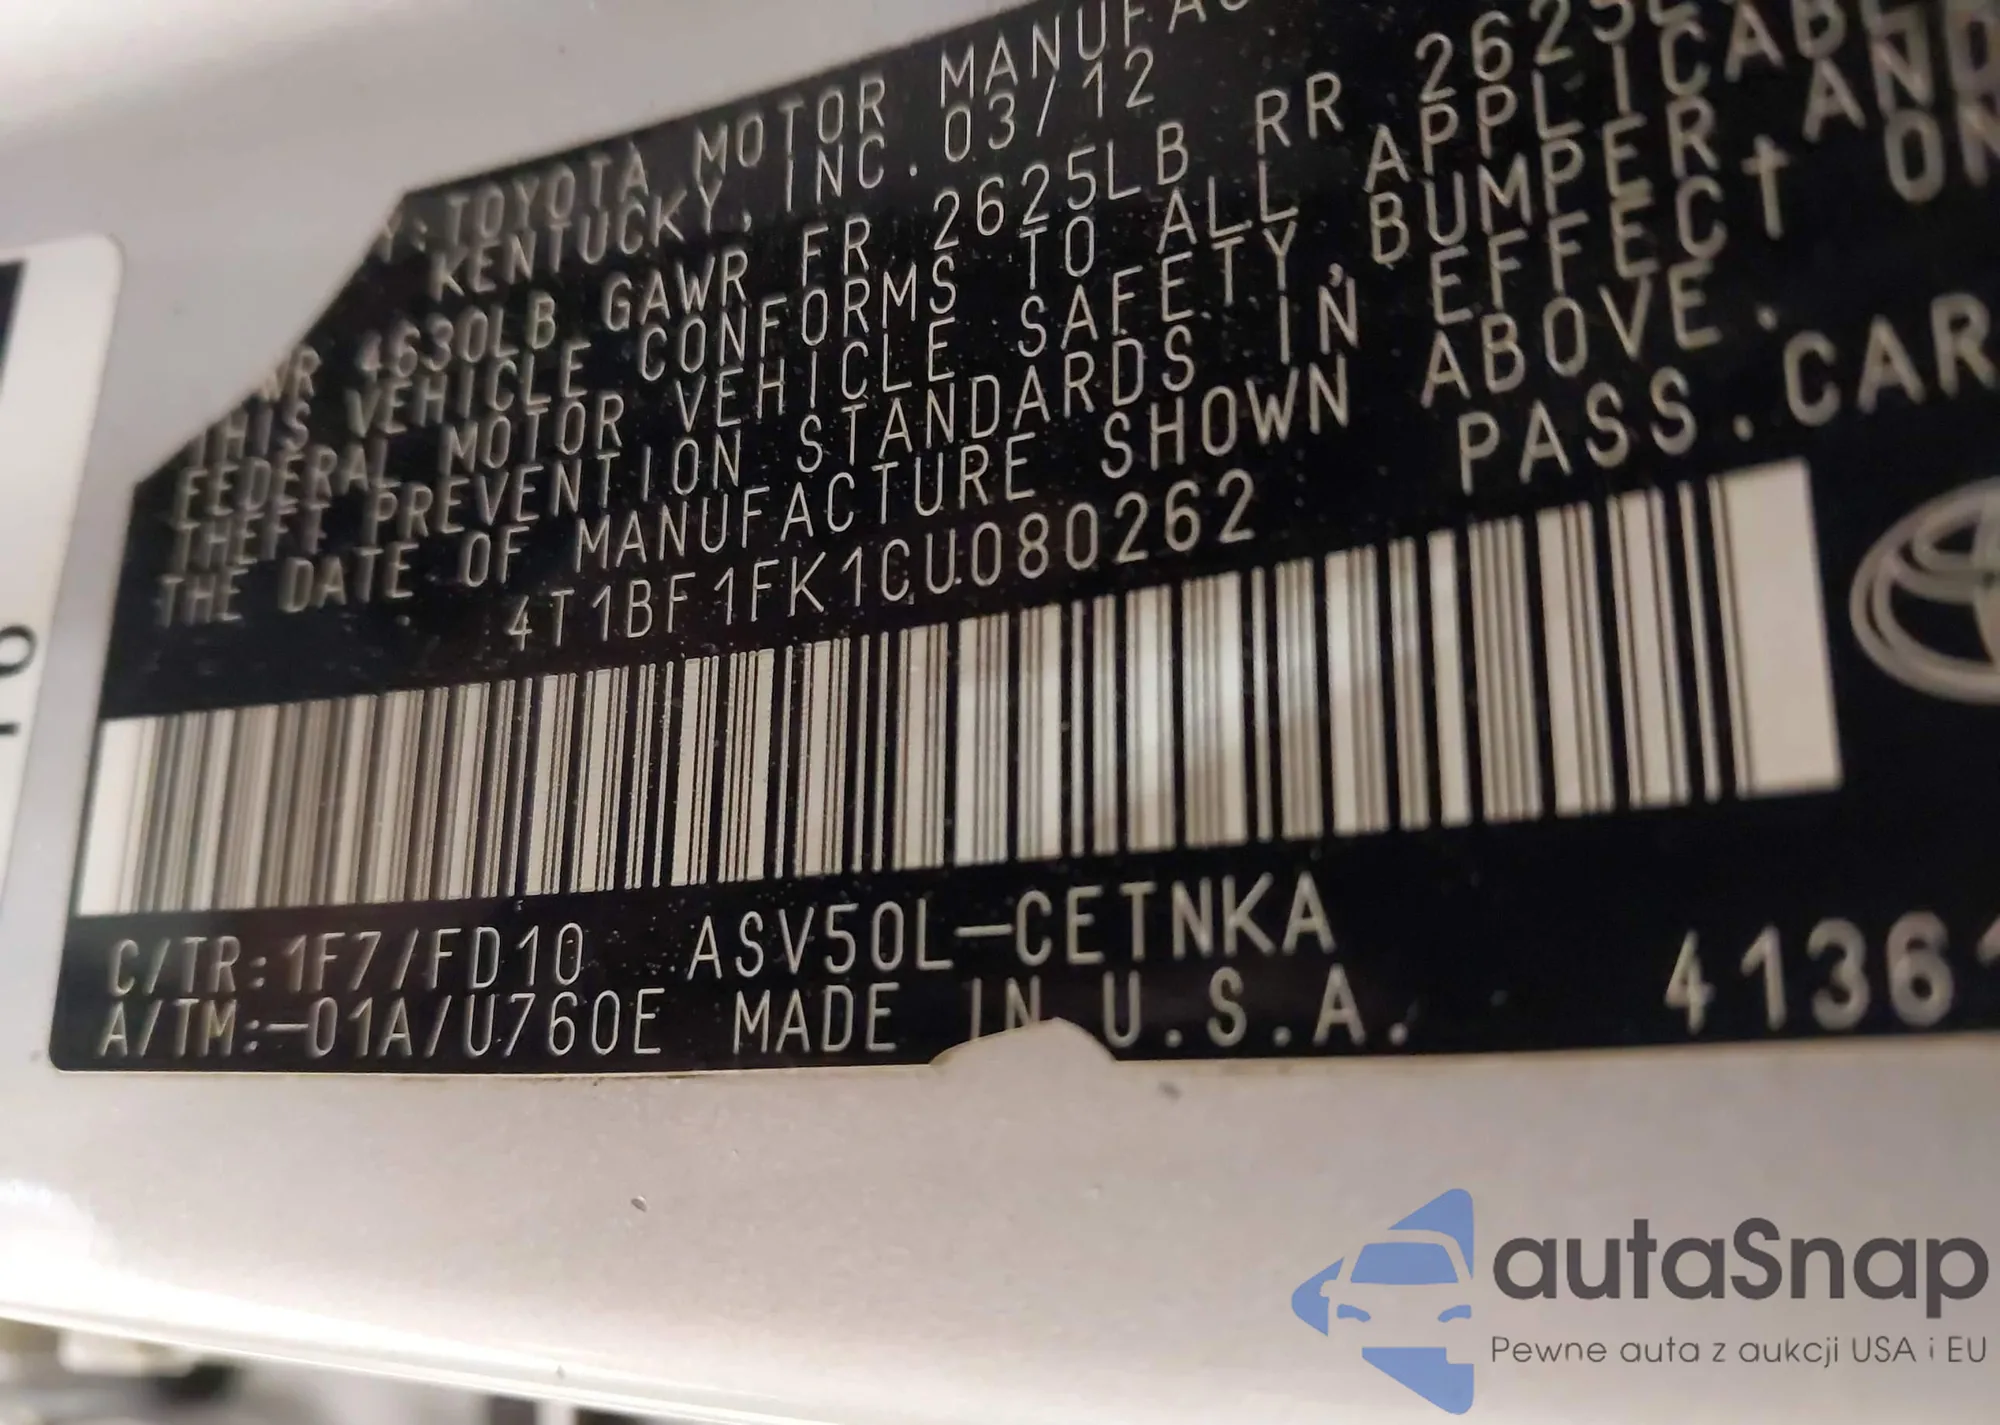 Y:TOYOTA MOTOR MANUFAC
KENTUCKY, INC. 03/12
WR 4630LB GAWR FR 2625LB RR 2625L
THIS VEHICLE CONFORMS TO ALL APPLICABLE
FEDERAL MOTOR VEHICLE SAFETY, BUMPER AND
THEFT PREVENTION STANDARDS IN EFFECT ON
THE DATE OF MANUFACTURE SHOWN ABOVE.
4T1BF1FK1CU080262 PASS.CAR
C/TR:1F7/FD10 ASV50L-CETNKA
A/TM:-01A/U760E MADE IN U.S.A. 41361
autaSnap
Pewne auta z aukcji USA i EU